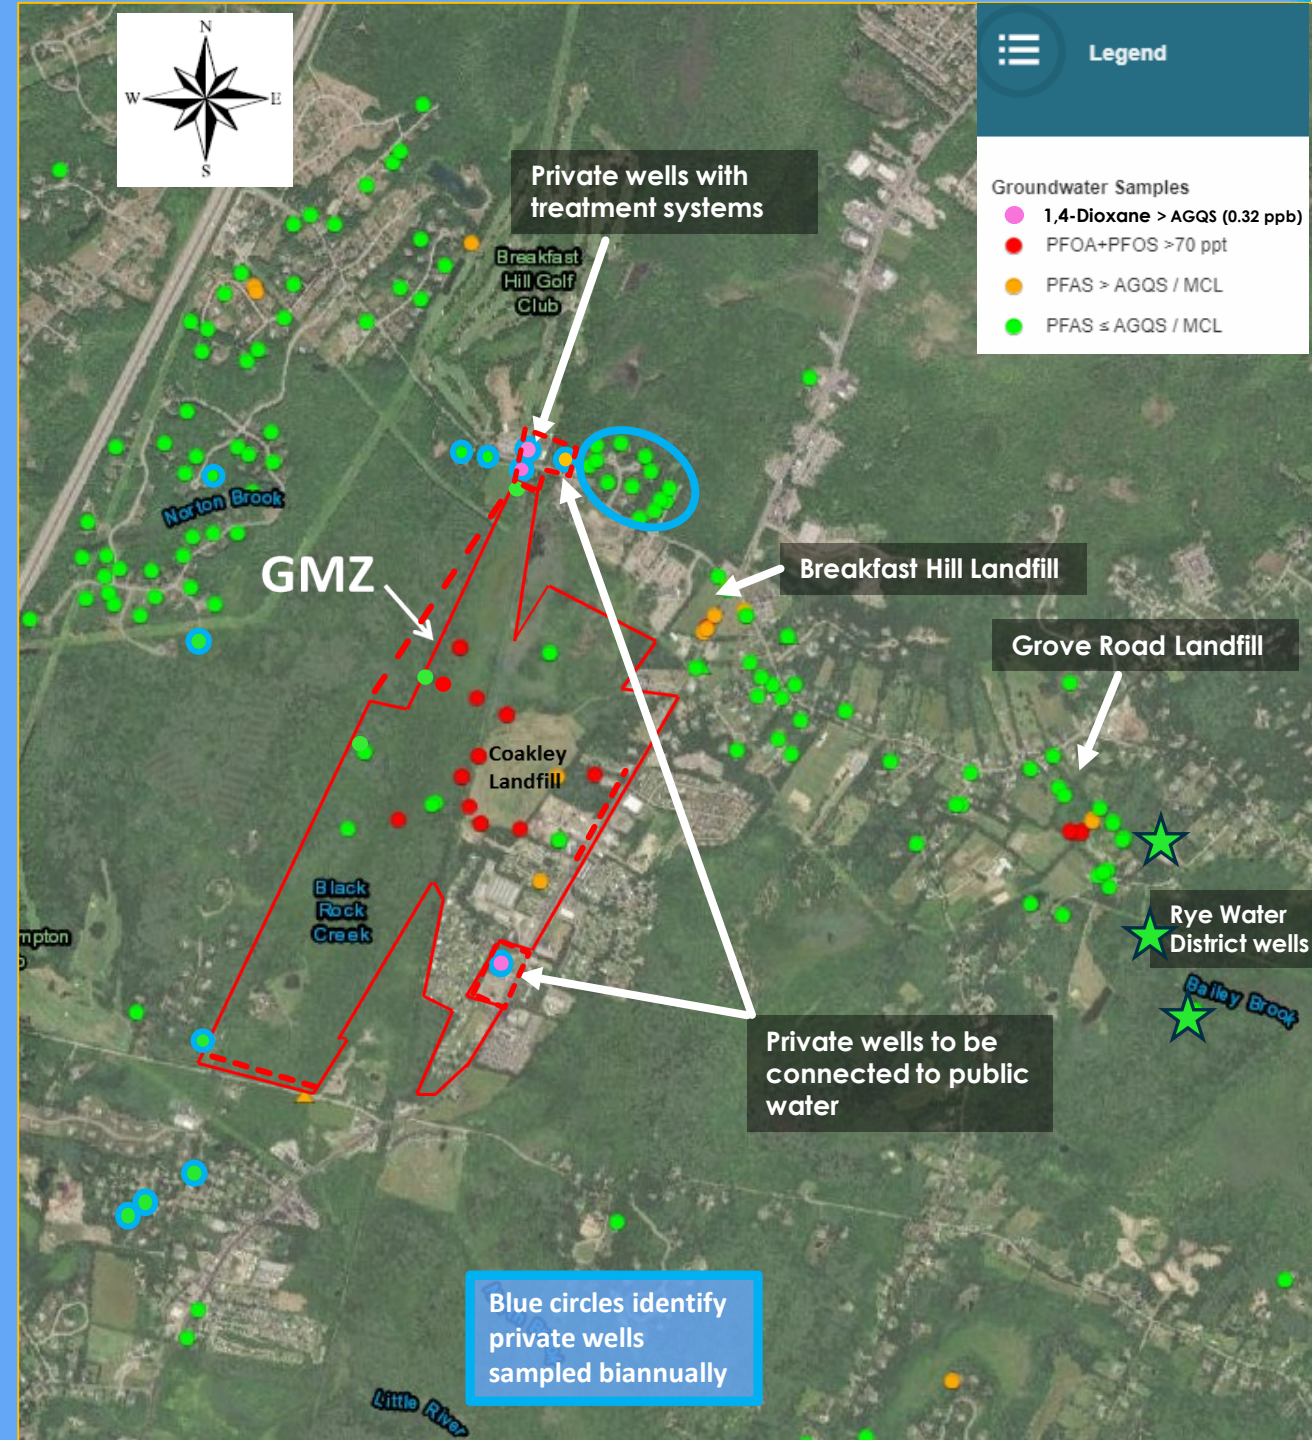 N
W
E
S
Legend
Groundwater Samples
1,4-Dioxane > AGQS (0.32 ppb)
PFOA+PFOS >70 ppt
PFAS > AGQS / MCL
PFAS ≤ AGQS / MCL
Private wells with
treatment systems
Breakfast
Hill Golf
Club
Norton Brook
GMZ
Breakfast Hill Landfill
Grove Road Landfill
Coakley
Landfill
Black
Rock
Creek
mpton
Rye Water
District wells
Bailey Brook
Private wells to be
connected to public
water
Blue circles identify
private wells
sampled biannually
Little River